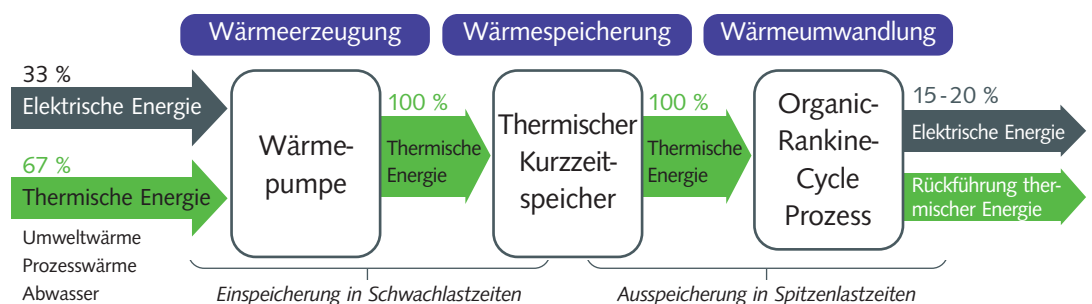 Wärmeerzeugung
Wärmespeicherung
Wärmeumwandlung
33 %
Elektrische Energie
67 %
Thermische Energie
Umweltwärme
Prozesswärme
Abwasser
Wärme-
pumpe
100 %
Thermische
Energie
Thermischer
Kurzzeit-
speicher
100 %
Thermische
Energie
Organic-
Rankine-
Cycle
Prozess
15-20 %
Elektrische Energie
Rückführung ther-
mischer Energie
Einspeicherung in Schwachlastzeiten
Ausspeicherung in Spitzenlastzeiten